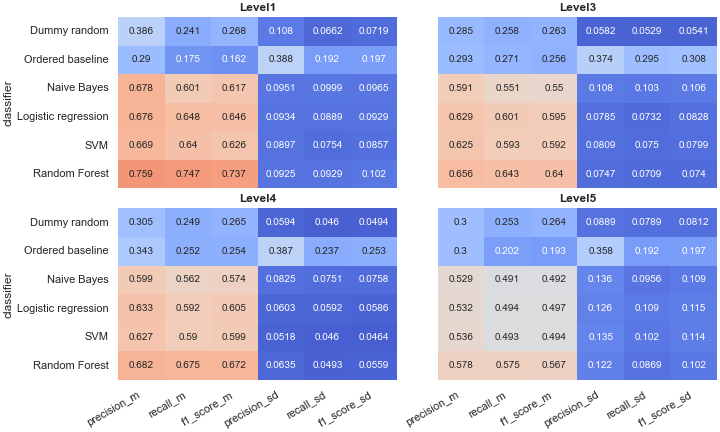 Level1 Level3
Dummy random 0.386 0.241 0.268 0.108 0.0662 0.0719 0.285 0.258 0.263 0.0582 0.0529 0.0541
Ordered baseline 0.29 0.175 0.162 0.388 0.192 0.197 0.293 0.271 0.256 0.374 0.295 0.308
Naive Bayes 0.678 0.601 0.617 0.0951 0.0999 0.0965 0.591 0.551 0.55 0.108 0.103 0.106
classifier
Logistic regression 0.676 0.648 0.646 0.0934 0.0889 0.0929 0.629 0.601 0.595 0.0785 0.0732 0.0828
SVM 0.669 0.64 0.626 0.0897 0.0754 0.0857 0.625 0.593 0.592 0.0809 0.075 0.0799
Random Forest 0.759 0.747 0.737 0.0925 0.0929 0.102 0.656 0.643 0.64 0.0747 0.0709 0.074
Level4 Level5
Dummy random 0.305 0.249 0.265 0.0594 0.046 0.0494 0.3 0.253 0.264 0.0889 0.0789 0.0812
Ordered baseline 0.343 0.252 0.254 0.387 0.237 0.253 0.3 0.202 0.193 0.358 0.192 0.197
Naive Bayes 0.599 0.562 0.574 0.0825 0.0751 0.0758 0.529 0.491 0.492 0.136 0.0956 0.109
classifier
Logistic regression 0.633 0.592 0.605 0.0603 0.0592 0.0586 0.532 0.494 0.497 0.126 0.109 0.115
SVM 0.627 0.59 0.599 0.0518 0.046 0.0464 0.536 0.493 0.494 0.135 0.102 0.114
Random Forest 0.682 0.675 0.672 0.0635 0.0493 0.0559 0.578 0.575 0.567 0.122 0.0869 0.102
precision_m recall_m f1_score_m precision_sd recall_sd f1_score_sd precision_m recall_m f1_score_m precision_sd recall_sd f1_score_sd